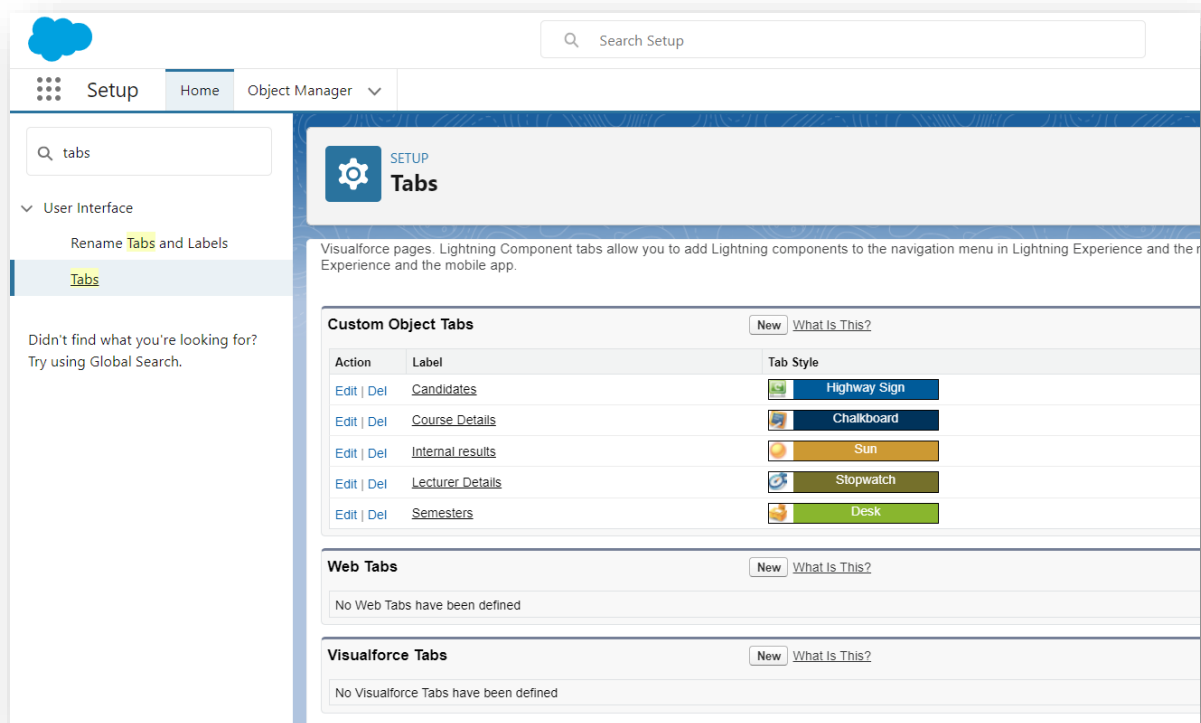 Search Setup
Setup
Home
Object Manager
tabs
User Interface
Rename Tabs and Labels
Tabs
Didn't find what you're looking for?
Try using Global Search.
SETUP
Tabs
Visualforce pages. Lightning Component tabs allow you to add Lightning components to the navigation menu in Lightning Experience and the
Experience and the mobile app.
Custom Object Tabs New What Is This?
Action Label Tab Style
Edit | Del Candidates Highway Sign
Edit | Del Course Details Chalkboard
Edit | Del Internal results Sun
Edit | Del Lecturer Details Stopwatch
Edit | Del Semesters Desk
Web Tabs New What Is This?
No Web Tabs have been defined
Visualforce Tabs New What Is This?
No Visualforce Tabs have been defined